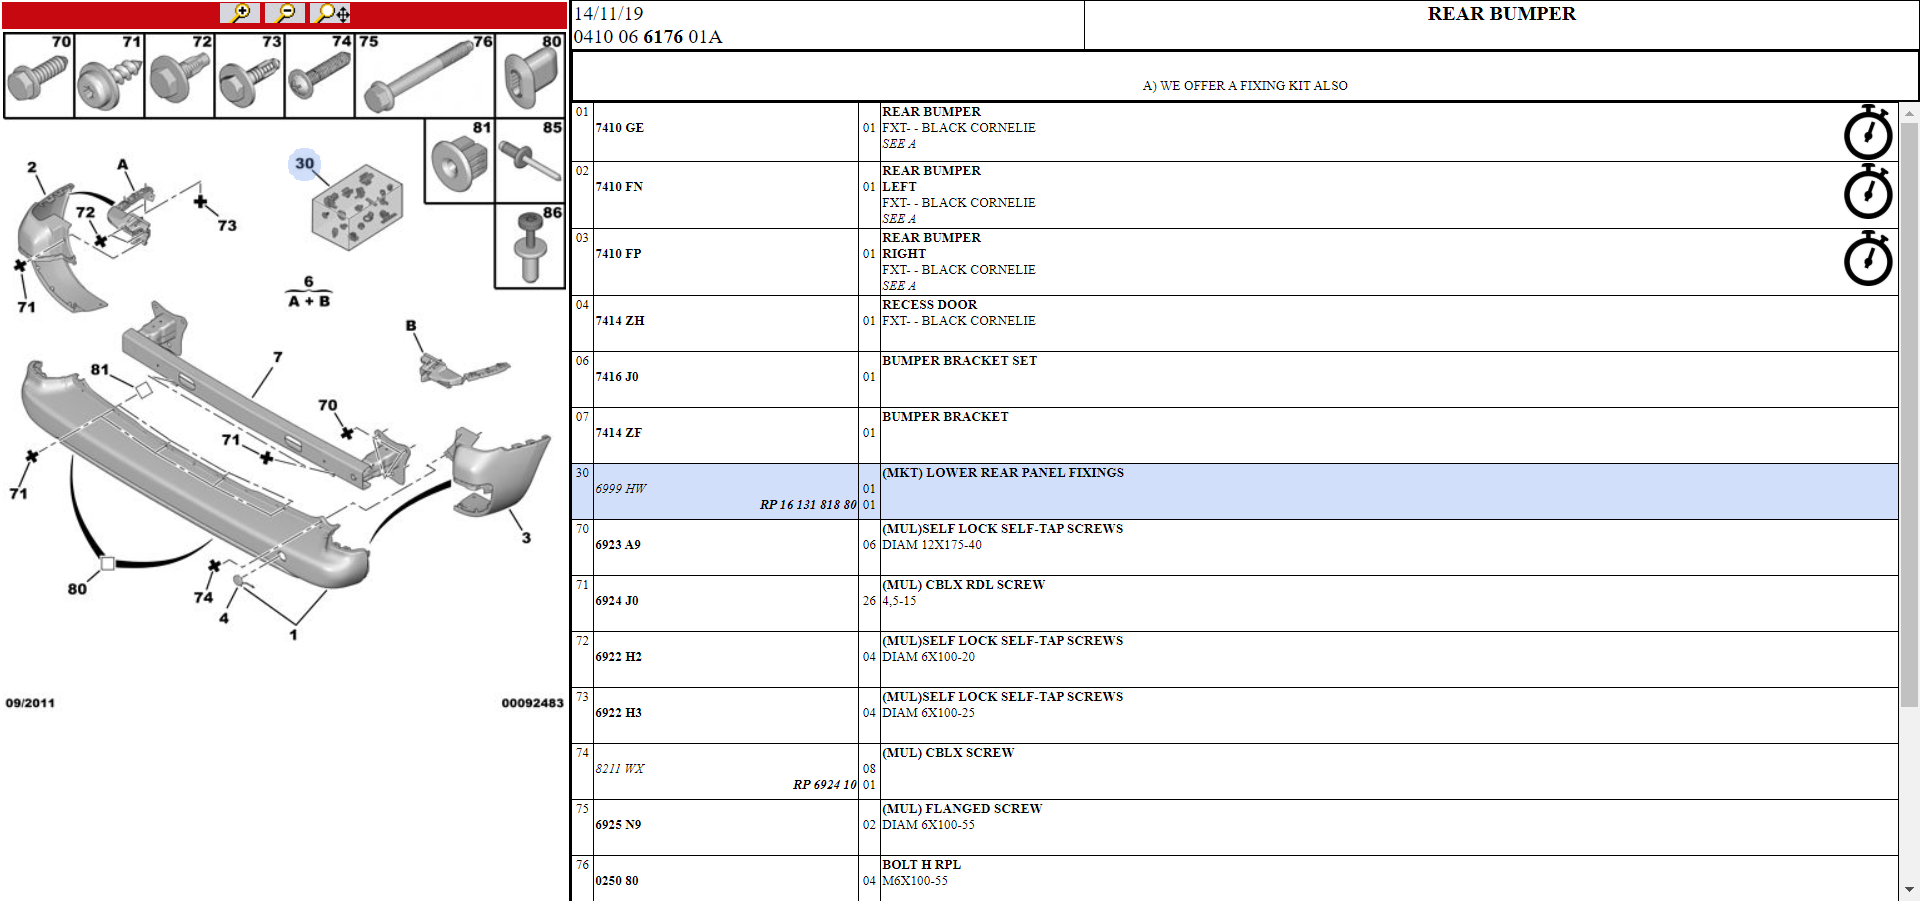 70
71
72
73
74
75
76
80
81
85
86
30
2
A
72
73
71
6
A + B
B
7
81
70
71
71
3
80
74
4
1
09/2011
00092483
14/11/19
0410 06 6176 01A
REAR BUMPER
A) WE OFFER A FIXING KIT ALSO
01
REAR BUMPER
7410 GE 01 FXT- - BLACK CORNELIE
SEE A
02
REAR BUMPER
7410 FN 01 LEFT
FXT- - BLACK CORNELIE
SEE A
03
REAR BUMPER
7410 FP 01 RIGHT
FXT- - BLACK CORNELIE
SEE A
04
RECESS DOOR
7414 ZH 01 FXT- - BLACK CORNELIE
06
BUMPER BRACKET SET
7416 J0 01
07
BUMPER BRACKET
7414 ZF 01
30
(MKT) LOWER REAR PANEL FIXINGS
6999 HW 01
RP 16 131 818 80 01
70
(MUL)SELF LOCK SELF-TAP SCREWS
6923 A9 06 DIAM 12X175-40
71
(MUL) CBLX RDL SCREW
6924 J0 26 4,5-15
72
(MUL)SELF LOCK SELF-TAP SCREWS
6922 H2 04 DIAM 6X100-20
73
(MUL)SELF LOCK SELF-TAP SCREWS
6922 H3 04 DIAM 6X100-25
74
(MUL) CBLX SCREW
8211 WX 08
RP 6924 10 01
75
(MUL) FLANGED SCREW
6925 N9 02 DIAM 6X100-55
76
BOLT H RPL
0250 80 04 M6X100-55